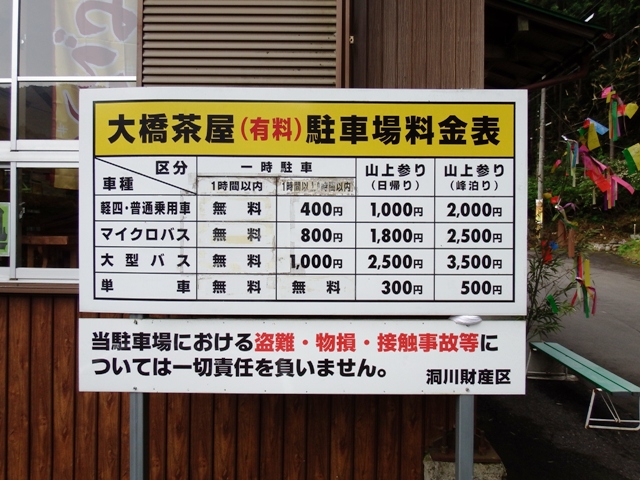 大橋茶屋(有料)駐車場料金表
区分 車種 一時駐車 山上参り(日帰り) 山上参り(峰泊り)
1時間以内 1時間以上 時間以内
軽四・普通乗用車 無料 400円 1,000円 2,000円
マイクロバス 無料 800円 1,800円 2,500円
大型バス 無料 1,000円 2,500円 3,500円
単車 無料 無料 300円 500円
当駐車場における盗難・物損・接触事故等に
ついては一切責任を負いません。 洞川財産区